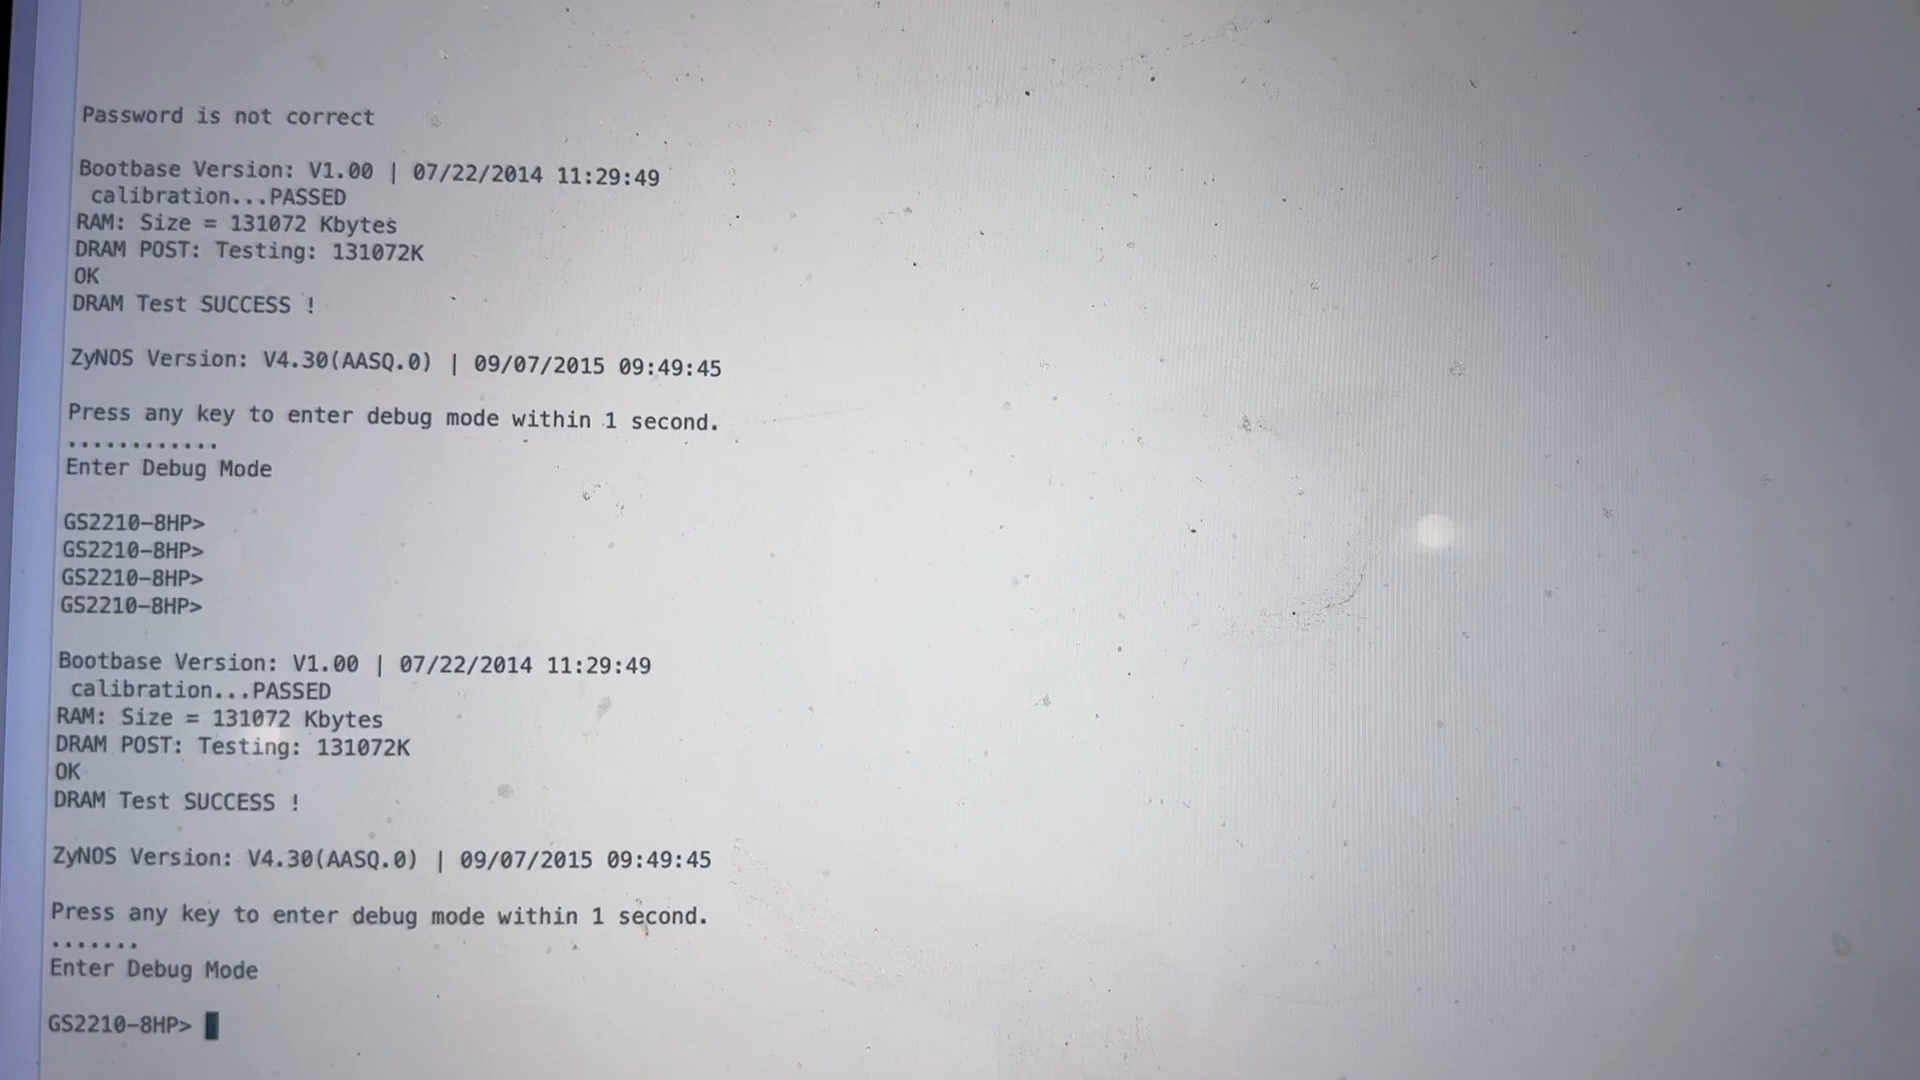 Password is not correct
Bootbase Version: V1.00 | 07/22/2014 11:29:49
calibration...PASSED
RAM: Size = 131072 Kbytes
DRAM POST: Testing: 131072K
OK
DRAM Test SUCCESS !
ZyNOS Version: V4.30(AASQ.0) | 09/07/2015 09:49:45
Press any key to enter debug mode within 1 second.
............
Enter Debug Mode
GS2210-8HP>
GS2210-8HP>
GS2210-8HP>
GS2210-8HP>
Bootbase Version: V1.00 | 07/22/2014 11:29:49
calibration...PASSED
RAM: Size = 131072 Kbytes
DRAM POST: Testing: 131072K
OK
DRAM Test SUCCESS !
ZyNOS Version: V4.30(AASQ.0) | 09/07/2015 09:49:45
Press any key to enter debug mode within 1 second.
.......
Enter Debug Mode
GS2210-8HP>